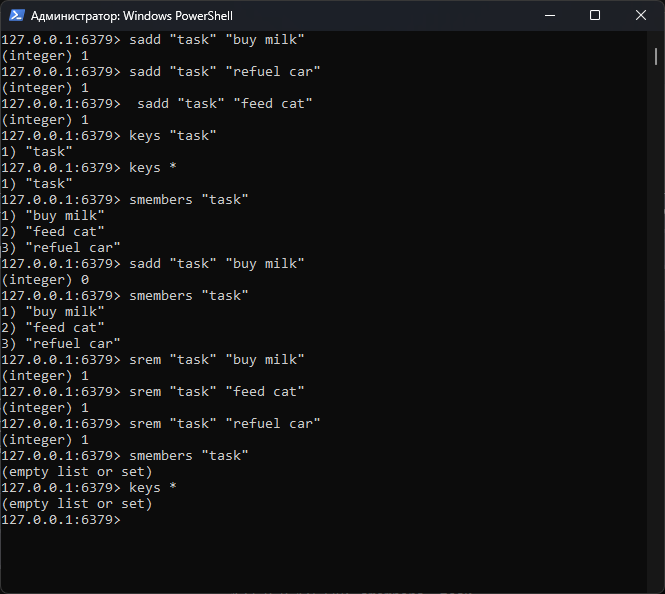 Администратор: Windows PowerShell
127.0.0.1:6379> sadd "task" "buy milk"
(integer) 1
127.0.0.1:6379> sadd "task" "refuel car"
(integer) 1
127.0.0.1:6379>  sadd "task" "feed cat"
(integer) 1
127.0.0.1:6379> keys "task"
1) "task"
127.0.0.1:6379> keys *
1) "task"
127.0.0.1:6379> smembers "task"
1) "buy milk"
2) "feed cat"
3) "refuel car"
127.0.0.1:6379> sadd "task" "buy milk"
(integer) 0
127.0.0.1:6379> smembers "task"
1) "buy milk"
2) "feed cat"
3) "refuel car"
127.0.0.1:6379> srem "task" "buy milk"
(integer) 1
127.0.0.1:6379> srem "task" "feed cat"
(integer) 1
127.0.0.1:6379> srem "task" "refuel car"
(integer) 1
127.0.0.1:6379> smembers "task"
(empty list or set)
127.0.0.1:6379> keys *
(empty list or set)
127.0.0.1:6379>